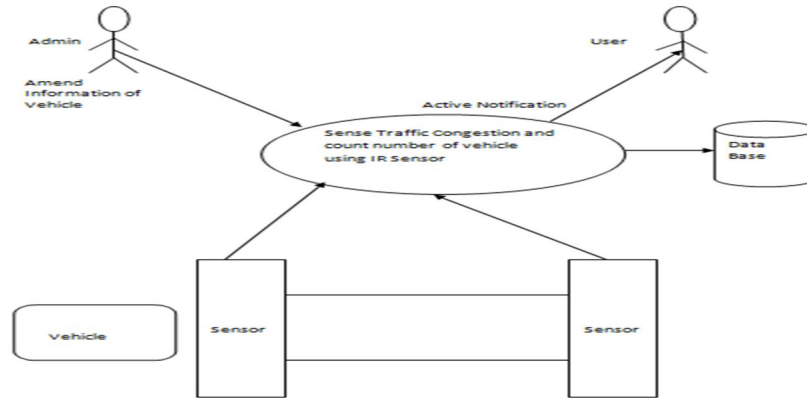 Admin
User
Amend
Information of
Vehicle
Active Notification
Sense Traffic Congestion and
count number of vehicle
using IR Sensor
Data
Base
Vehicle
Sensor
Sensor